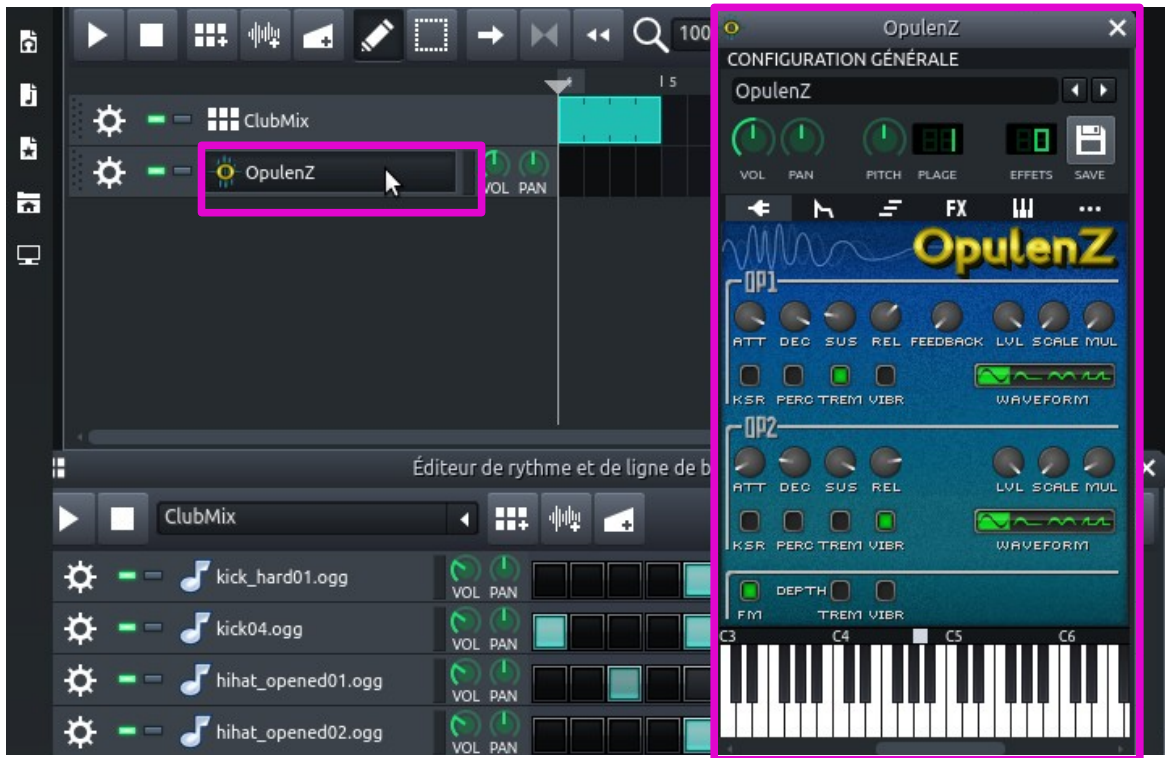 100
1 5
ClubMix
OpulenZ
VOL PAN
Éditeur de rythme et de ligne de b
ClubMix
kick_hard01.ogg
VOL PAN
kick04.ogg
VOL PAN
hihat_opened01.ogg
VOL PAN
hihat_opened02.ogg
VOL PAN
OpulenZ
CONFIGURATION GÉNÉRALE
OpulenZ
1 0
VOL PAN PITCH PLAGE EFFETS SAVE
FX
OpulenZ
OP1
ATT DEC SUS REL FEEDBACK LVL SCALE MUL
KSR PERC TREM VIBR WAVEFORM
OP2
ATT DEC SUS REL LVL SCALE MUL
KSR PERC TREM VIBR WAVEFORM
DEPTH
FM TREM VIBR
C3 C4 C5 C6